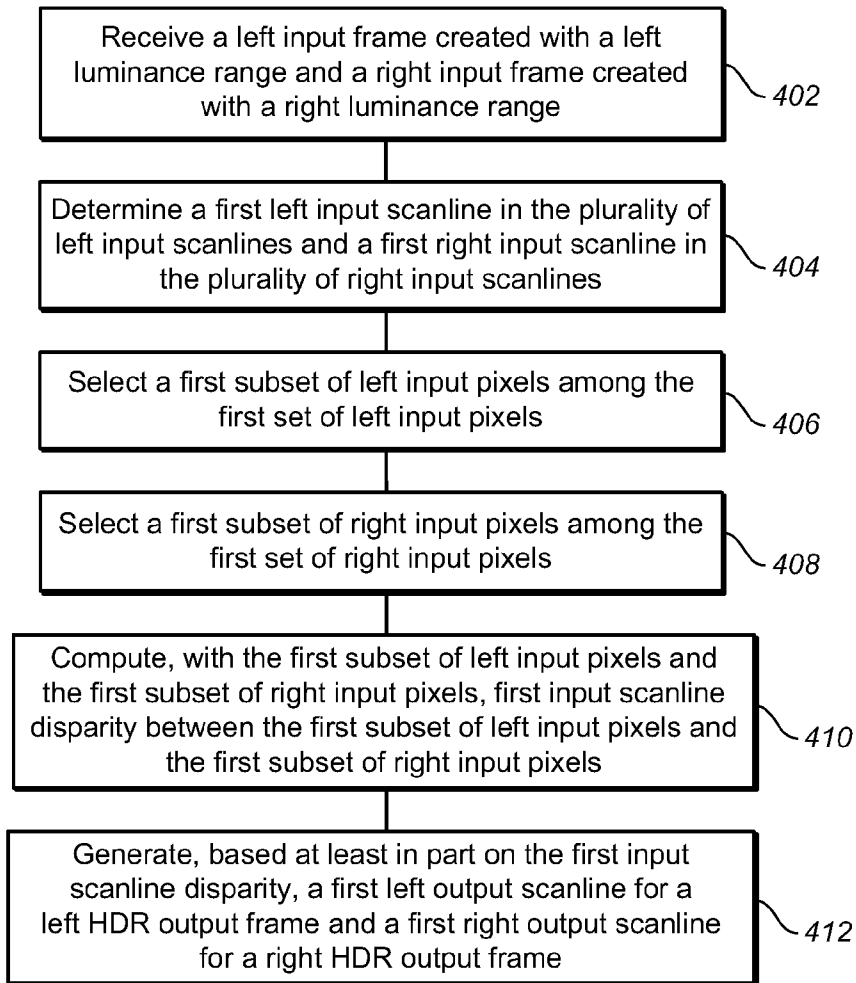 Receive a left input frame created with a left
luminance range and a right input frame created
with a right luminance range
402
Determine a first left input scanline in the plurality of
left input scanlines and a first right input scanline in
the plurality of right input scanlines
404
Select a first subset of left input pixels among the
first set of left input pixels
406
Select a first subset of right input pixels among the
first set of right input pixels
408
Compute, with the first subset of left input pixels and
the first subset of right input pixels, first input scanline
disparity between the first subset of left input pixels and
the first subset of right input pixels
410
Generate, based at least in part on the first input
scanline disparity, a first left output scanline for a
left HDR output frame and a first right output scanline
for a right HDR output frame
412